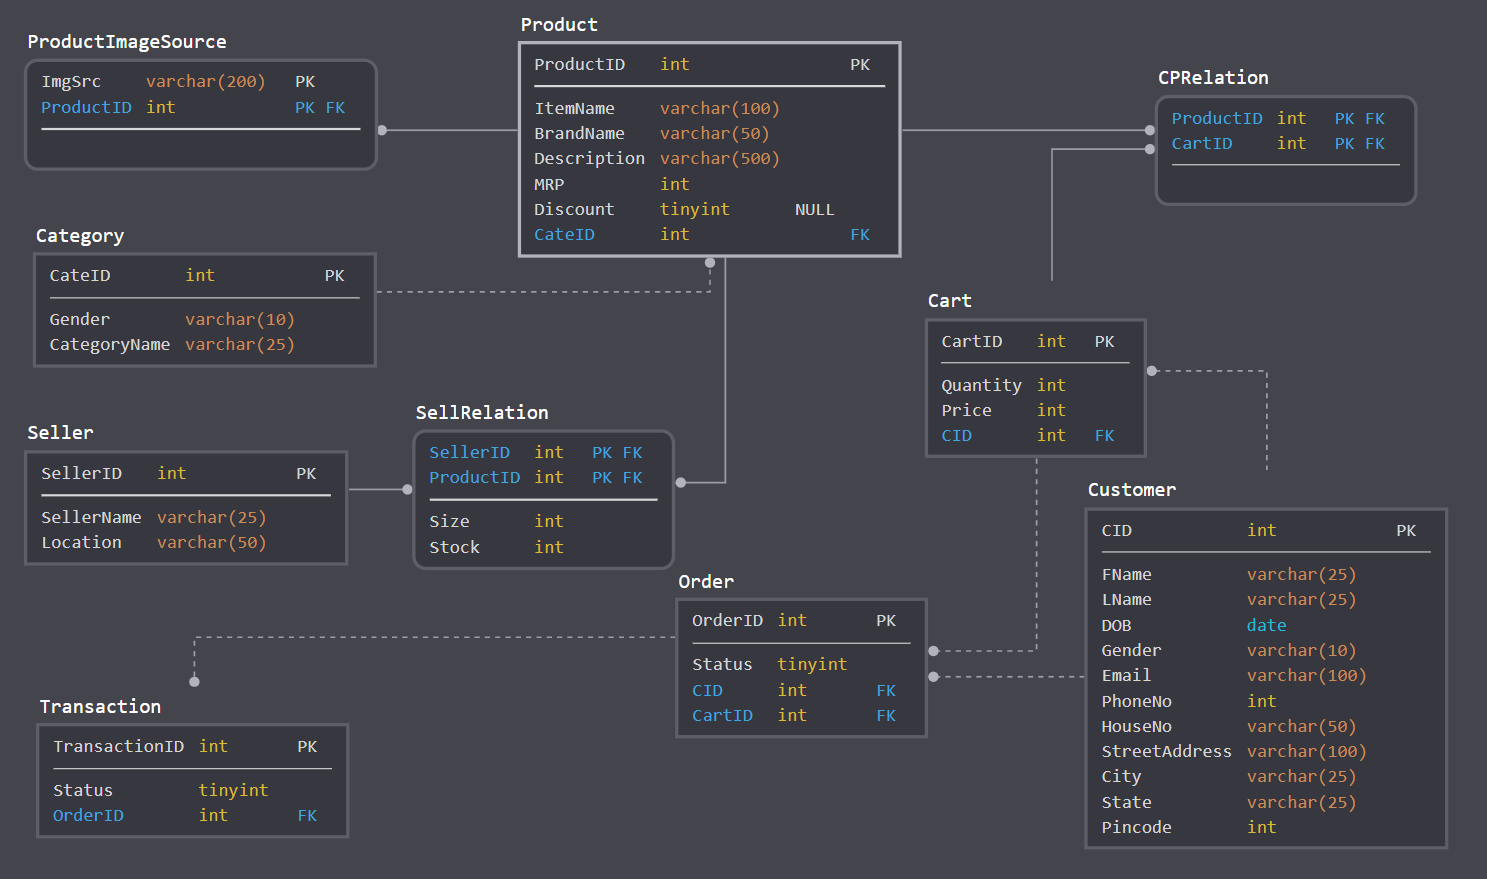 ProductImageSource
ImgSrc varchar(200) PK
ProductID int PK FK
Product
ProductID int PK
ItemName varchar(100)
BrandName varchar(50)
Description varchar(500)
MRP int
Discount tinyint NULL
CateID int FK
CPRelation
ProductID int PK FK
CartID int PK FK
Category
CateID int PK
Gender varchar(10)
CategoryName varchar(25)
Cart
CartID int PK
Quantity int
Price int
CID int FK
Seller
SellerID int PK
SellerName varchar(25)
Location varchar(50)
SellRelation
SellerID int PK FK
ProductID int PK FK
Size int
Stock int
Customer
CID int PK
FName varchar(25)
LName varchar(25)
DOB date
Gender varchar(10)
Email varchar(100)
PhoneNo int
HouseNo varchar(50)
StreetAddress varchar(100)
City varchar(25)
State varchar(25)
Pincode int
Order
OrderID int PK
Status tinyint
CID int FK
CartID int FK
Transaction
TransactionID int PK
Status tinyint
OrderID int FK